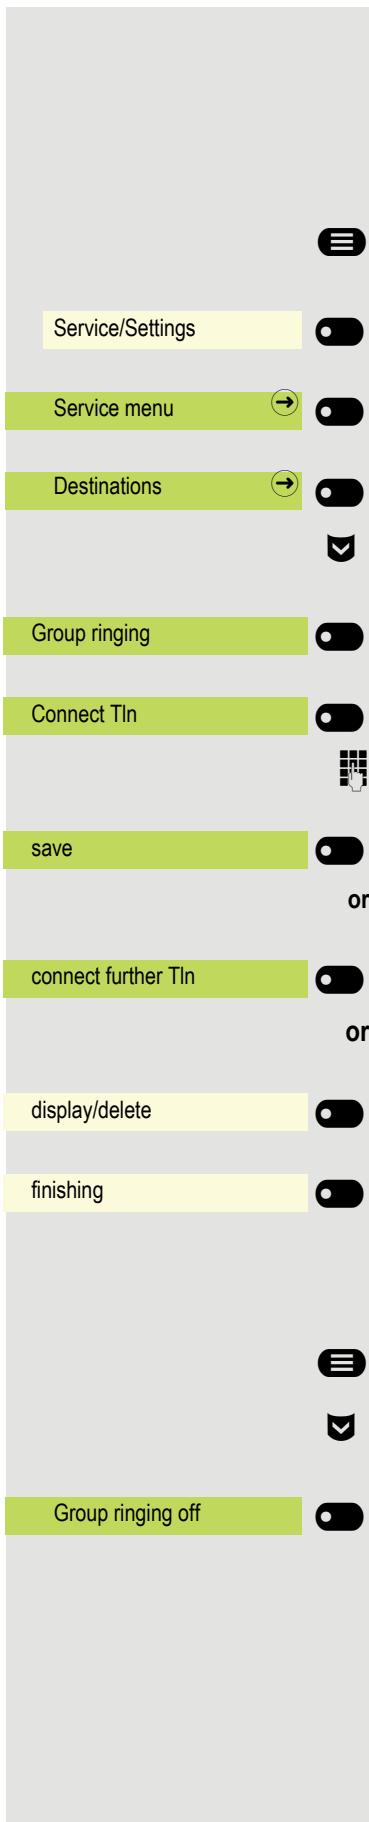 Service/Settings
Service menu
Destinations
Group ringing
Connect Tln
save
or
connect further Tln
or
display/delete
finishing
Group ringing off